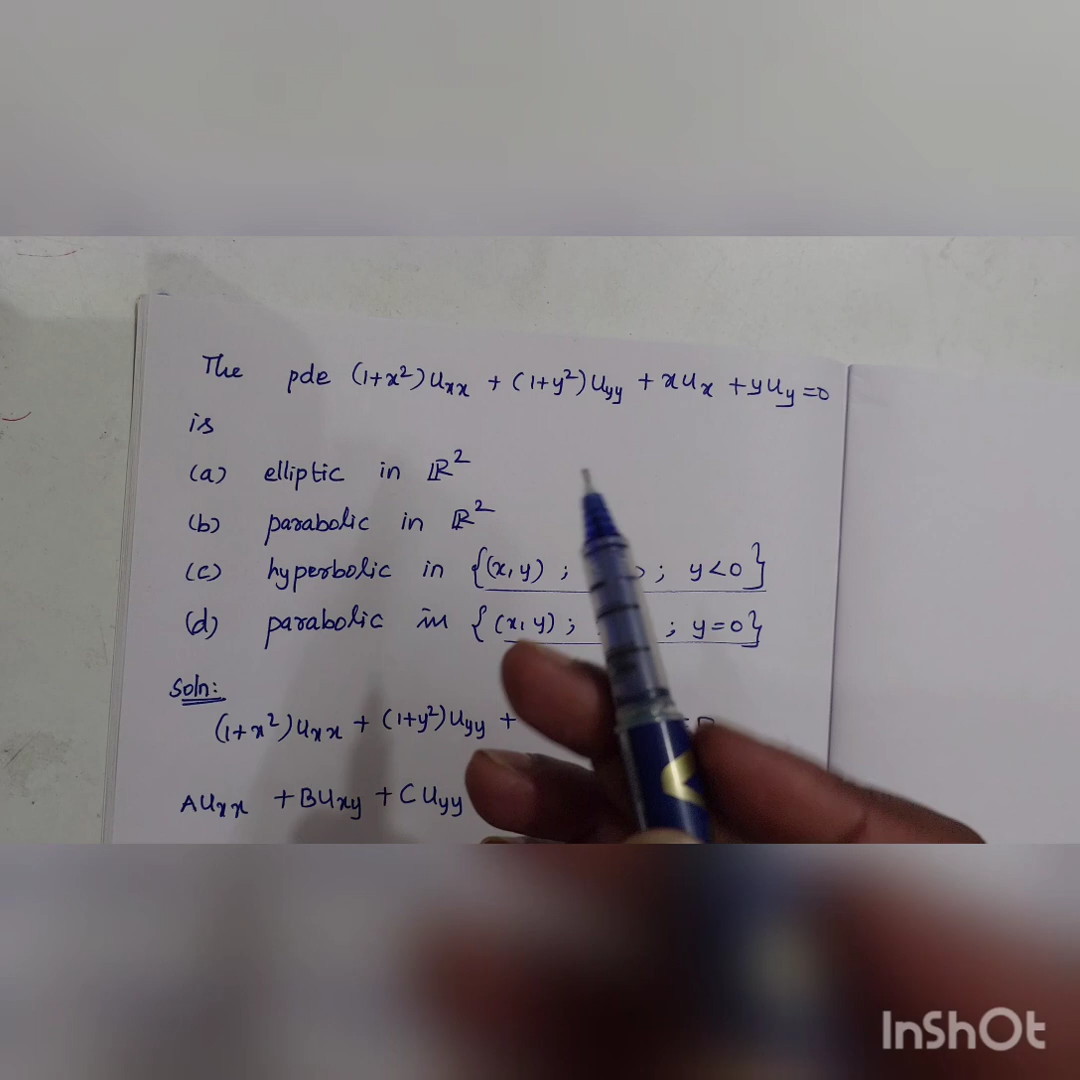 The pde (1+x²)Uxx + (1+y²)Uyy + xUx + yUy = 0
is
(a) elliptic in ℝ²
(b) parabolic in ℝ²
(c) hyperbolic in {(x,y) ; ; y<0}
(d) parabolic in {(x,y) ; ; y=0}
Soln:
(1+x²)Uxx + (1+y²)Uyy +
AUxx + BUxy + CUyy
InShOt